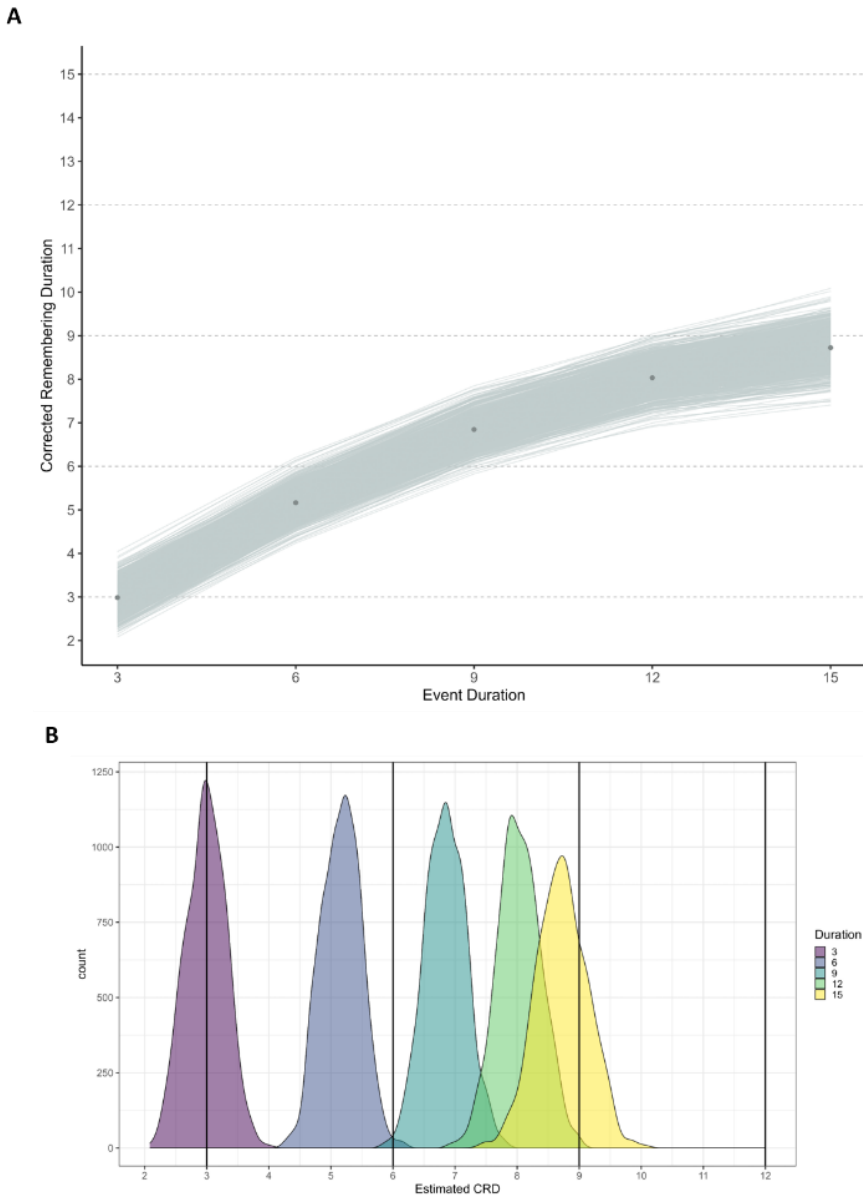 A
15
14
13
12
11
10
9
8
7
6
5
4
3
2
Corrected Remembering Duration
3 6 9 12 15
Event Duration
B
1250
1000
750
500
250
0
count
2 3 4 5 6 7 8 9 10 11 12
Estimated CRD
Duration
3
6
9
12
15